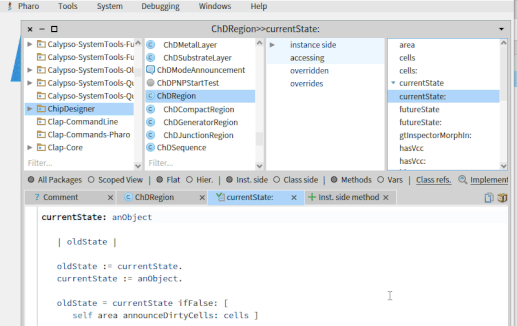 Pharo Tools System Debugging Windows Help
ChDRegion>>currentState:
Calypso-SystemTools-Fu
Calypso-SystemTools-Fu
Calypso-SystemTools-Ol
Calypso-SystemTools-Qu
Calypso-SystemTools-Qu
ChipDesigner
Clap-Commands-Pharo
Clap-CommandLine
Clap-Core
Filter...
ChDMetalLayer
ChDSubstrateLayer
ChDModeAnnouncement
ChDPNPStartTest
ChDRegion
ChDCompactRegion
ChDGeneratorRegion
ChDJunctionRegion
ChDSequence
Filter...
instance side
accessing
overridden
overrides
area
cells
cells:
currentState
currentState:
futureState
futureState:
gtInspectorMorphIn:
hasVcc
hasVcc:
All Packages Scoped View | Flat Hier. | Inst. side Class side | Methods Vars | Class refs. Implement
? Comment × ChDRegion × currentState: × + Inst. side method ×
currentState: anObject
| oldState |
oldState := currentState.
currentState := anObject.
oldState = currentState ifFalse: [
self area announceDirtyCells: cells ]